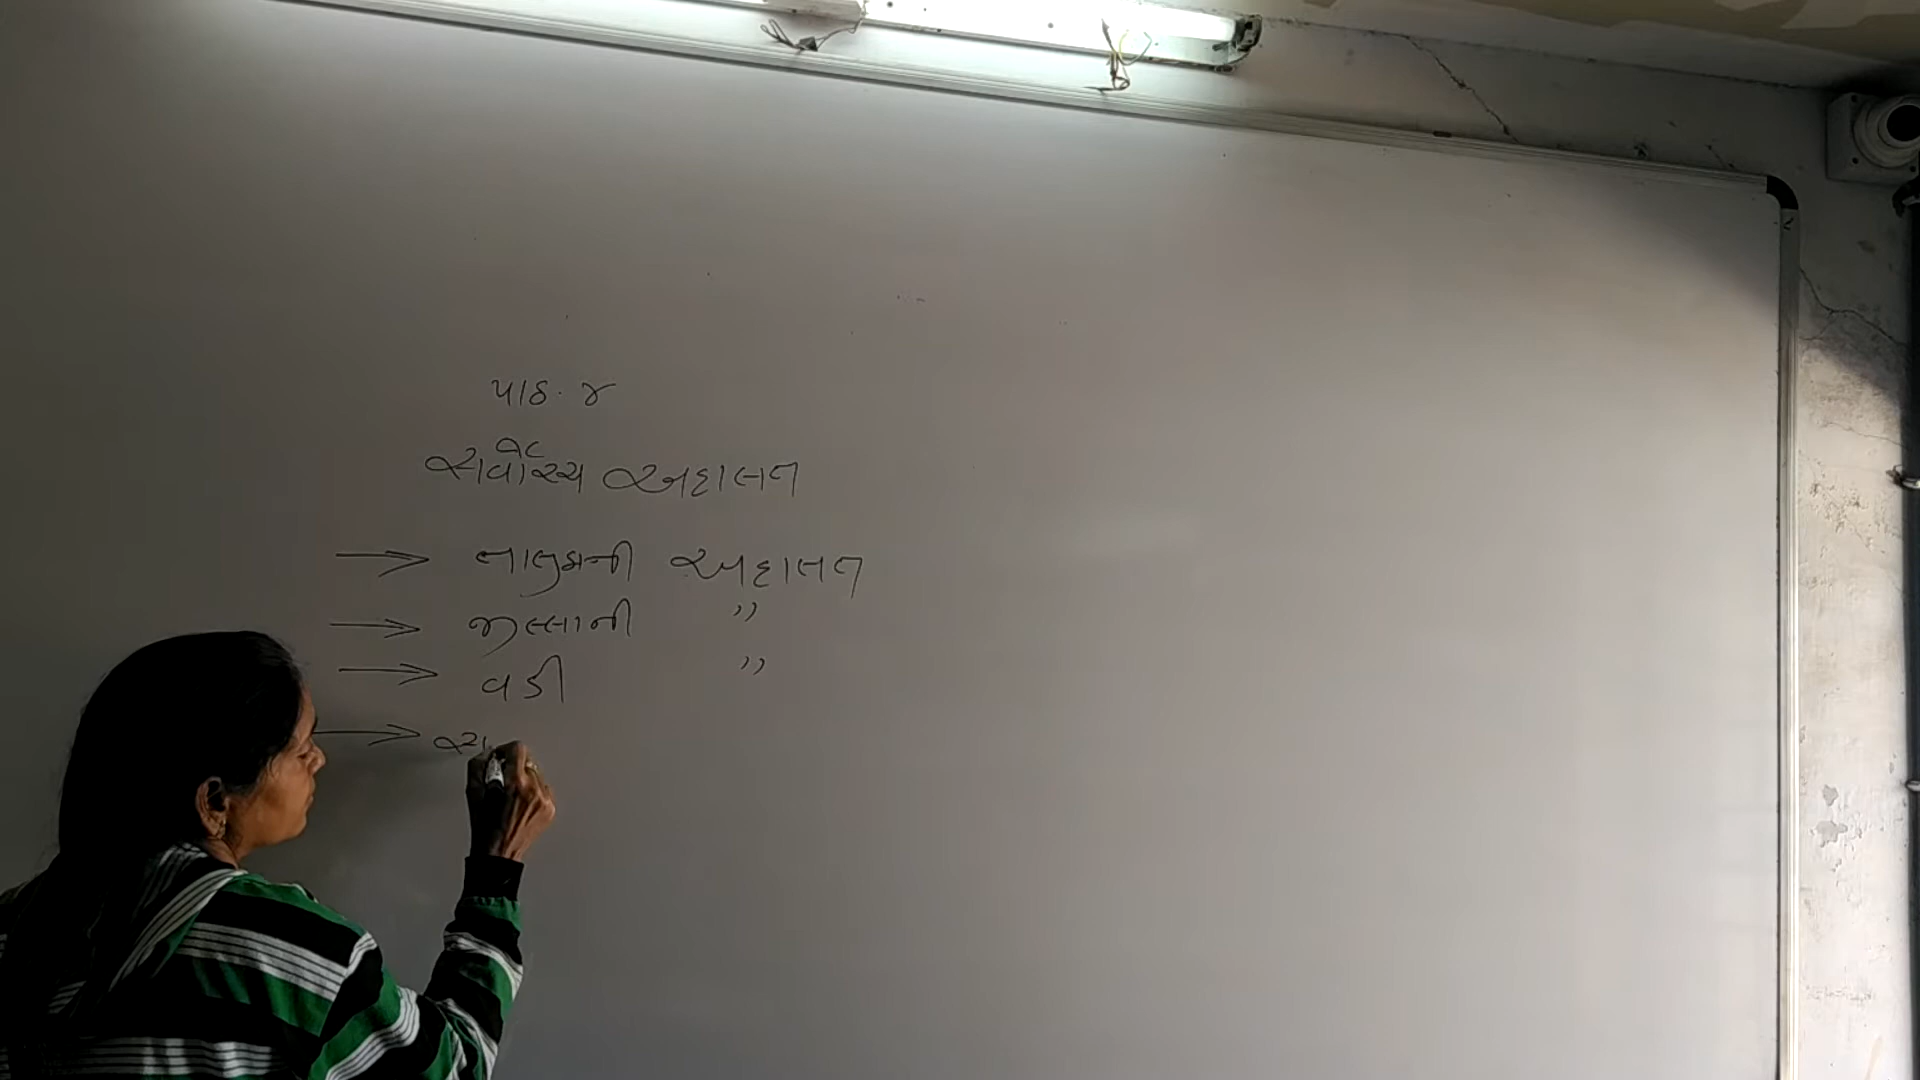 પાઠ. ૪
સર્વોચ્ચ અદાલત
→ તાલુકાની અદાલત
→ જીલ્લાની ”
→ વડી ”
→ સ